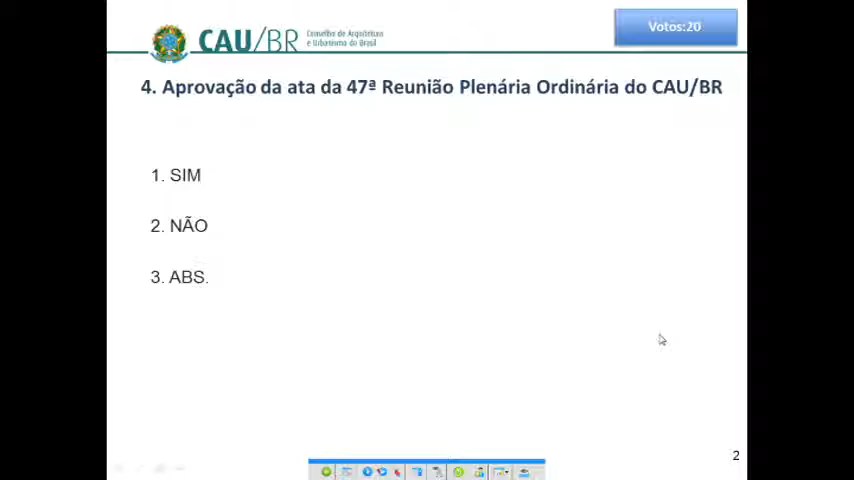 CAU/BR
Conselho de Arquitetura
e Urbanismo do Brasil
Votos:20
4. Aprovação da ata da 47ª Reunião Plenária Ordinária do CAU/BR
1. SIM
2. NÃO
3. ABS.
2